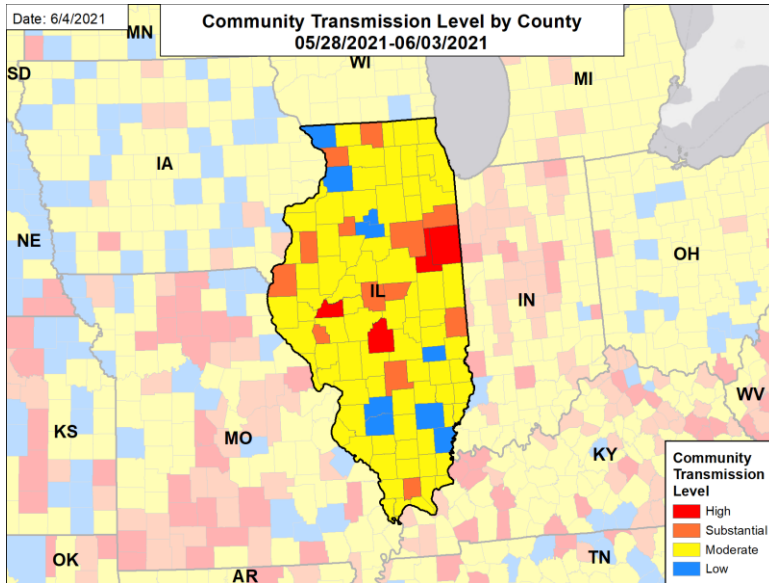 Date: 6/4/2021
Community Transmission Level by County
05/28/2021-06/03/2021
MN
WI
SD
MI
IA
NE
OH
IL
IN
WV
KS
MO
KY
OK
AR
TN
Community
Transmission
Level
High
Substantial
Moderate
Low